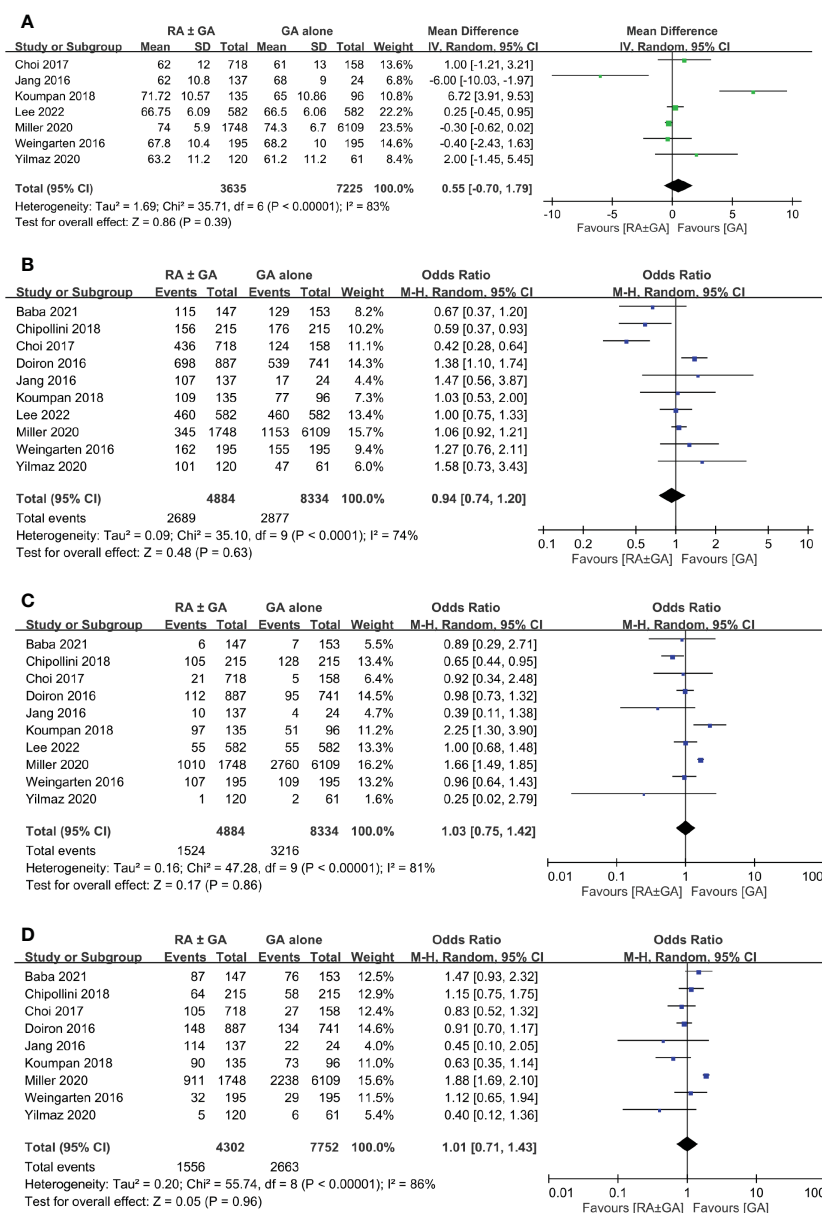 A
RA ± GA GA alone Mean Difference Mean Difference
Study or Subgroup Mean SD Total Mean SD Total Weight IV. Random. 95% CI IV. Random. 95% CI
Choi 2017 62 12 718 61 13 158 13.6% 1.00 [-1.21, 3.21]
Jang 2016 62 10.8 137 68 9 24 6.8% -6.00 [-10.03, -1.97]
Koumpan 2018 71.72 10.57 135 65 10.86 96 10.8% 6.72 [3.91, 9.53]
Lee 2022 66.75 6.09 582 66.5 6.06 582 22.2% 0.25 [-0.45, 0.95]
Miller 2020 74 5.9 1748 74.3 6.7 6109 23.5% -0.30 [-0.62, 0.02]
Weingarten 2016 67.8 10.4 195 68.2 10 195 14.6% -0.40 [-2.43, 1.63]
Yilmaz 2020 63.2 11.2 120 61.2 11.2 61 8.4% 2.00 [-1.45, 5.45]
Total (95% CI) 3635 7225 100.0% 0.55 [-0.70, 1.79]
Heterogeneity: Tau² = 1.69; Chi² = 35.71, df = 6 (P < 0.00001); I² = 83%
Test for overall effect: Z = 0.86 (P = 0.39)
-10 -5 0 5 10
Favours [RA±GA] Favours [GA]
B
RA ± GA GA alone Odds Ratio Odds Ratio
Study or Subgroup Events Total Events Total Weight M-H. Random. 95% CI M-H. Random. 95% CI
Baba 2021 115 147 129 153 8.2% 0.67 [0.37, 1.20]
Chipollini 2018 156 215 176 215 10.2% 0.59 [0.37, 0.93]
Choi 2017 436 718 124 158 11.1% 0.42 [0.28, 0.64]
Doiron 2016 698 887 539 741 14.3% 1.38 [1.10, 1.74]
Jang 2016 107 137 17 24 4.4% 1.47 [0.56, 3.87]
Koumpan 2018 109 135 77 96 7.3% 1.03 [0.53, 2.00]
Lee 2022 460 582 460 582 13.4% 1.00 [0.75, 1.33]
Miller 2020 345 1748 1153 6109 15.7% 1.06 [0.92, 1.21]
Weingarten 2016 162 195 155 195 9.4% 1.27 [0.76, 2.11]
Yilmaz 2020 101 120 47 61 6.0% 1.58 [0.73, 3.43]
Total (95% CI) 4884 8334 100.0% 0.94 [0.74, 1.20]
Total events 2689 2877
Heterogeneity: Tau² = 0.09; Chi² = 35.10, df = 9 (P < 0.0001); I² = 74%
Test for overall effect: Z = 0.48 (P = 0.63)
0.1 0.2 0.5 1 2 5 10
Favours [RA±GA] Favours [GA]
C
RA ± GA GA alone Odds Ratio Odds Ratio
Study or Subgroup Events Total Events Total Weight M-H. Random. 95% CI M-H. Random. 95% CI
Baba 2021 6 147 7 153 5.5% 0.89 [0.29, 2.71]
Chipollini 2018 105 215 128 215 13.4% 0.65 [0.44, 0.95]
Choi 2017 21 718 5 158 6.4% 0.92 [0.34, 2.48]
Doiron 2016 112 887 95 741 14.5% 0.98 [0.73, 1.32]
Jang 2016 10 137 4 24 4.7% 0.39 [0.11, 1.38]
Koumpan 2018 97 135 51 96 11.2% 2.25 [1.30, 3.90]
Lee 2022 55 582 55 582 13.3% 1.00 [0.68, 1.48]
Miller 2020 1010 1748 2760 6109 16.2% 1.66 [1.49, 1.85]
Weingarten 2016 107 195 109 195 13.2% 0.96 [0.64, 1.43]
Yilmaz 2020 1 120 2 61 1.6% 0.25 [0.02, 2.79]
Total (95% CI) 4884 8334 100.0% 1.03 [0.75, 1.42]
Total events 1524 3216
Heterogeneity: Tau² = 0.16; Chi² = 47.28, df = 9 (P < 0.00001); I² = 81%
Test for overall effect: Z = 0.17 (P = 0.86)
0.01 0.1 1 10 100
Favours [RA±GA] Favours [GA]
D
RA ± GA GA alone Odds Ratio Odds Ratio
Study or Subgroup Events Total Events Total Weight M-H. Random. 95% CI M-H. Random. 95% CI
Baba 2021 87 147 76 153 12.5% 1.47 [0.93, 2.32]
Chipollini 2018 64 215 58 215 12.9% 1.15 [0.75, 1.75]
Choi 2017 105 718 27 158 12.4% 0.83 [0.52, 1.32]
Doiron 2016 148 887 134 741 14.6% 0.91 [0.70, 1.17]
Jang 2016 114 137 22 24 4.0% 0.45 [0.10, 2.05]
Koumpan 2018 90 135 73 96 11.0% 0.63 [0.35, 1.14]
Miller 2020 911 1748 2238 6109 15.6% 1.88 [1.69, 2.10]
Weingarten 2016 32 195 29 195 11.5% 1.12 [0.65, 1.94]
Yilmaz 2020 5 120 6 61 5.4% 0.40 [0.12, 1.36]
Total (95% CI) 4302 7752 100.0% 1.01 [0.71, 1.43]
Total events 1556 2663
Heterogeneity: Tau² = 0.20; Chi² = 55.74, df = 8 (P < 0.00001); I² = 86%
Test for overall effect: Z = 0.05 (P = 0.96)
0.01 0.1 1 10 100
Favours [RA±GA] Favours [GA]